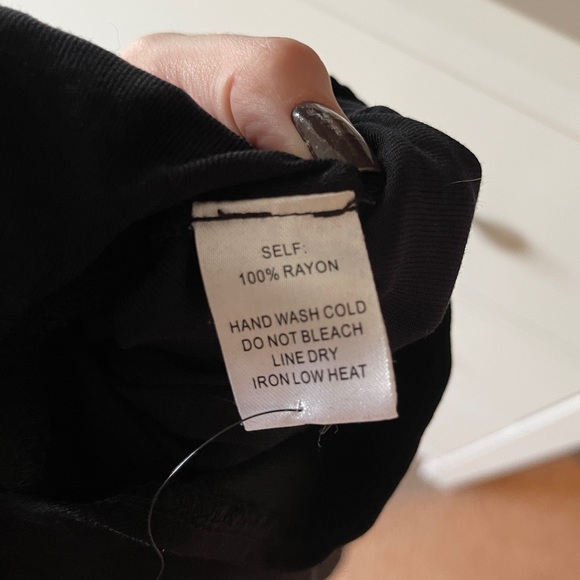 SELF:
100% RAYON
HAND WASH COLD
DO NOT BLEACH
LINE DRY
IRON LOW HEAT